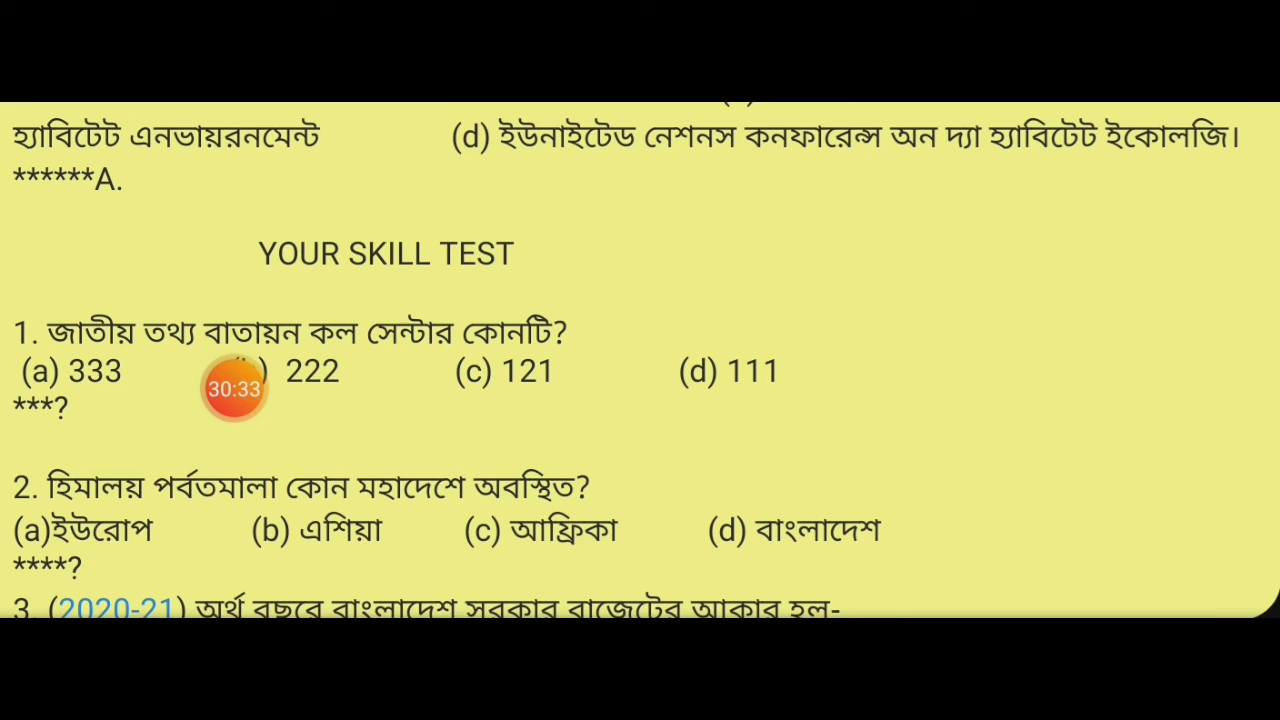 হ্যাবিটেট এনভায়রনমেন্ট (d) ইউনাইটেড নেশনস কনফারেন্স অন দ্যা হ্যাবিটেট ইকোলজি।
******A.
YOUR SKILL TEST
1. জাতীয় তথ্য বাতায়ন কল সেন্টার কোনটি?
(a) 333 ) 222 (c) 121 (d) 111
30:33
***?
2. হিমালয় পর্বতমালা কোন মহাদেশে অবস্থিত?
(a)ইউরোপ (b) এশিয়া (c) আফ্রিকা (d) বাংলাদেশ
****?
3. (2020-21) অর্থ বছরে বাংলাদেশ সরকার বাজেটের আকার হল-